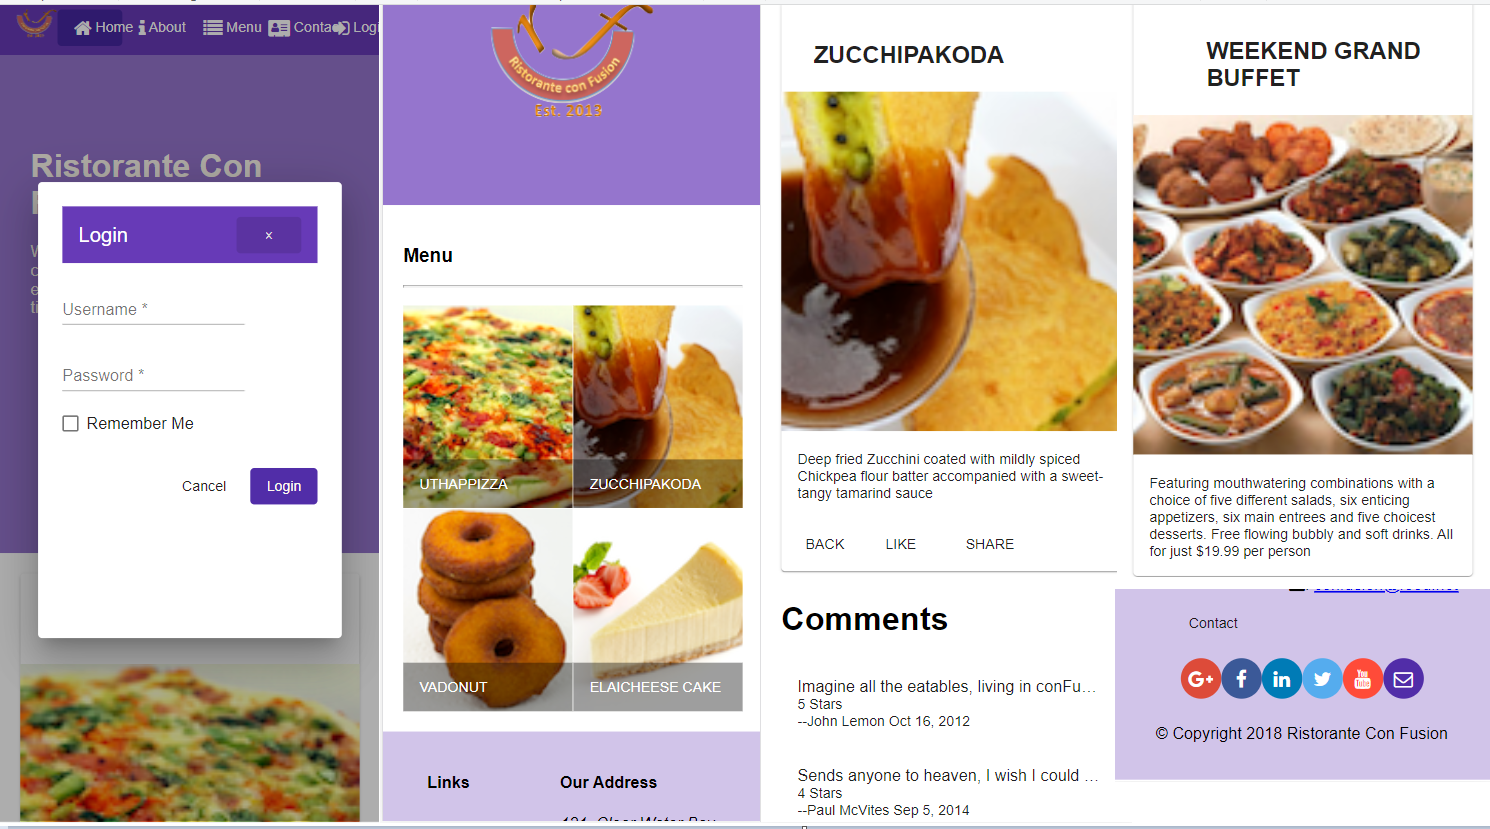 Home
About
Menu
Login
Ristorante Con
Login
x
Username *
Password *
Remember Me
Cancel
Login
Ristorante con Fusion
Est. 2013
Menu
UTHAPPIZZA
ZUCCHIPAKODA
VADONUT
ELAICHEESE CAKE
Links
Our Address
ZUCCHIPAKODA
Deep fried Zucchini coated with mildly spiced
Chickpea flour batter accompanied with a sweet-
tangy tamarind sauce
BACK
LIKE
SHARE
Comments
Imagine all the eatables, living in conFu…
5 Stars
--John Lemon Oct 16, 2012
Sends anyone to heaven, I wish I could …
4 Stars
--Paul McVites Sep 5, 2014
WEEKEND GRAND
BUFFET
Featuring mouthwatering combinations with a
choice of five different salads, six enticing
appetizers, six main entrees and five choicest
desserts. Free flowing bubbly and soft drinks. All
for just $19.99 per person
Contact
G+
f
in
You
Tube
© Copyright 2018 Ristorante Con Fusion